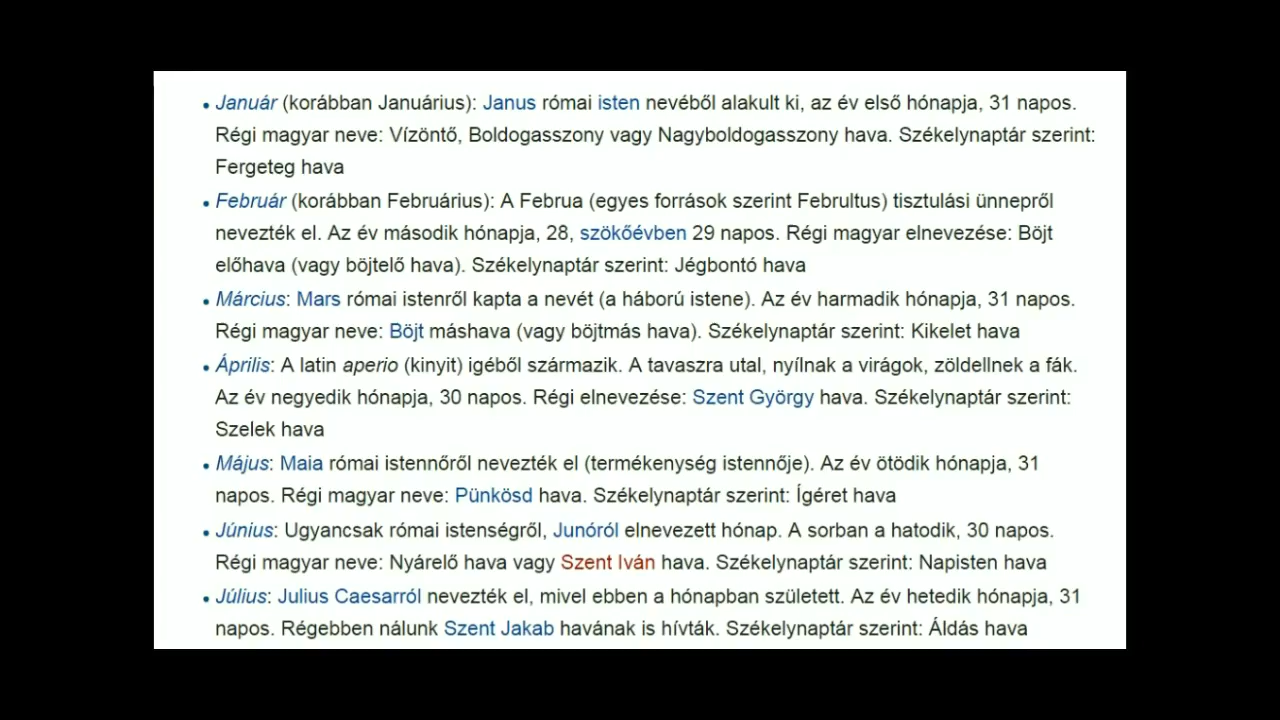 • Január (korábban Januárius): Janus római isten nevéből alakult ki, az év első hónapja, 31 napos.
Régi magyar neve: Vízöntő, Boldogasszony vagy Nagyboldogasszony hava. Székelynaptár szerint:
Fergeteg hava
• Február (korábban Februárius): A Februa (egyes források szerint Februltus) tisztulási ünnepről
nevezték el. Az év második hónapja, 28, szökőévben 29 napos. Régi magyar elnevezése: Böjt
előhava (vagy böjtelő hava). Székelynaptár szerint: Jégbontó hava
• Március: Mars római istenről kapta a nevét (a háború istene). Az év harmadik hónapja, 31 napos.
Régi magyar neve: Böjt máshava (vagy böjtmás hava). Székelynaptár szerint: Kikelet hava
• Április: A latin aperio (kinyit) igéből származik. A tavaszra utal, nyílnak a virágok, zöldellnek a fák.
Az év negyedik hónapja, 30 napos. Régi elnevezése: Szent György hava. Székelynaptár szerint:
Szelek hava
• Május: Maia római istennőről nevezték el (termékenység istennője). Az év ötödik hónapja, 31
napos. Régi magyar neve: Pünkösd hava. Székelynaptár szerint: Ígéret hava
• Június: Ugyancsak római istenségről, Junóról elnevezett hónap. A sorban a hatodik, 30 napos.
Régi magyar neve: Nyárelő hava vagy Szent Iván hava. Székelynaptár szerint: Napisten hava
• Július: Julius Caesarról nevezték el, mivel ebben a hónapban született. Az év hetedik hónapja, 31
napos. Régebben nálunk Szent Jakab havának is hívták. Székelynaptár szerint: Áldás hava